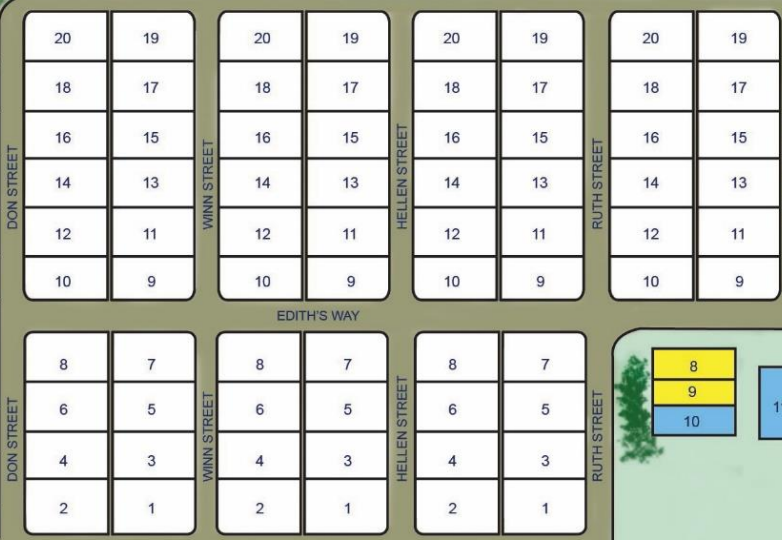 20 19 20 19 20 19 20 19
18 17 18 17 18 17 18 17
16 15 16 15 16 15 16 15
DON STREET
WINN STREET
HELLEN STREET
RUTH STREET
14 13 14 13 14 13 14 13
12 11 12 11 12 11 12 11
10 9 10 9 10 9 10 9
EDITH'S WAY
8 7 8 7 8 7 8
6 5 6 5 6 5 9
10
DON STREET
WINN STREET
HELLEN STREET
RUTH STREET
4 3 4 3 4 3
2 1 2 1 2 1